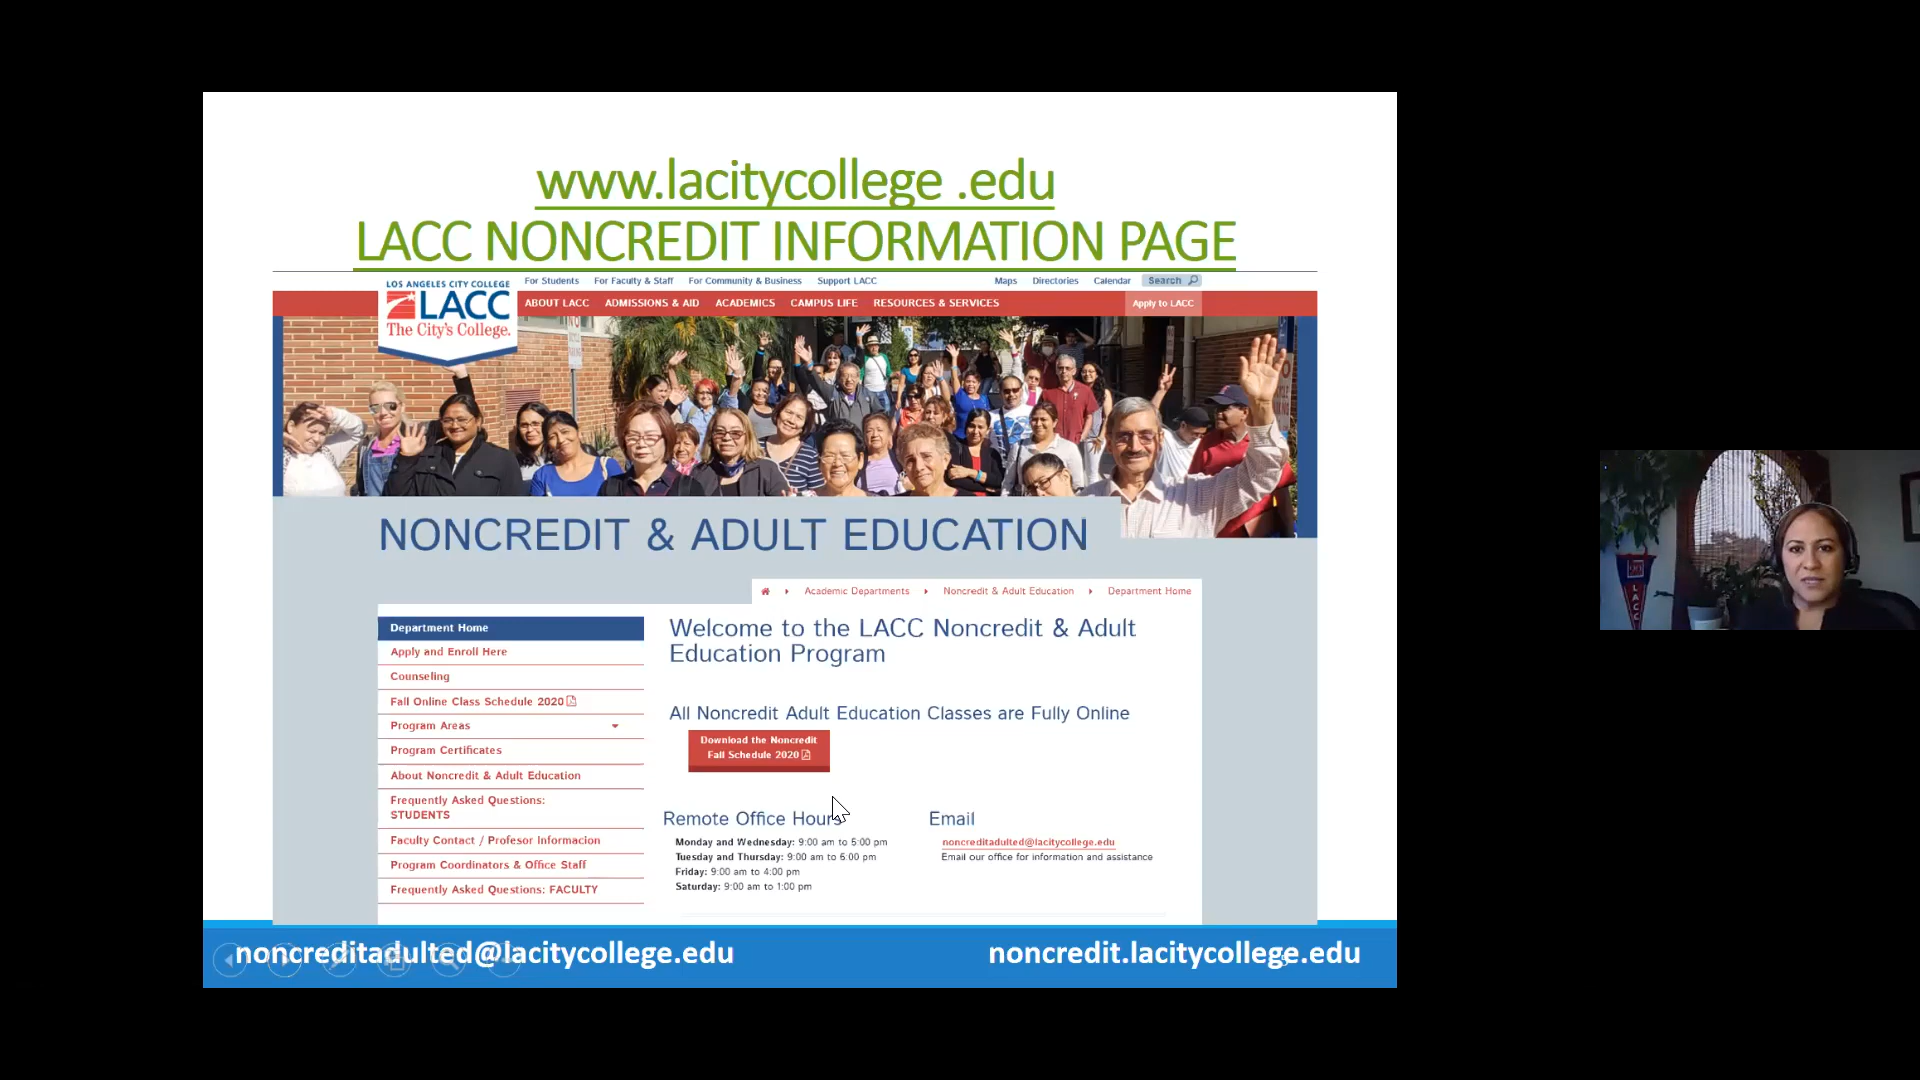 www.lacitycollege .edu
LACC NONCREDIT INFORMATION PAGE
For Students For Faculty & Staff For Community & Business Support LACC Maps Directories Calendar Search
LOS ANGELES CITY COLLEGE
LACC
The City's College.
ABOUT LACC ADMISSIONS & AID ACADEMICS CAMPUS LIFE RESOURCES & SERVICES Apply to LACC
NONCREDIT & ADULT EDUCATION
Academic Departments Noncredit & Adult Education Department Home
Department Home
Apply and Enroll Here
Counseling
Fall Online Class Schedule 2020
Program Areas
Program Certificates
About Noncredit & Adult Education
Frequently Asked Questions:
STUDENTS
Faculty Contact / Profesor Informacion
Program Coordinators & Office Staff
Frequently Asked Questions: FACULTY
Welcome to the LACC Noncredit & Adult
Education Program
All Noncredit Adult Education Classes are Fully Online
Download the Noncredit
Fall Schedule 2020
Remote Office Hours
Monday and Wednesday: 9:00 am to 5:00 pm
Tuesday and Thursday: 9:00 am to 6:00 pm
Friday: 9:00 am to 4:00 pm
Saturday: 9:00 am to 1:00 pm
Email
noncreditadulted@lacitycollege.edu
Email our office for information and assistance
noncreditadulted@lacitycollege.edu noncredit.lacitycollege.edu
LACC